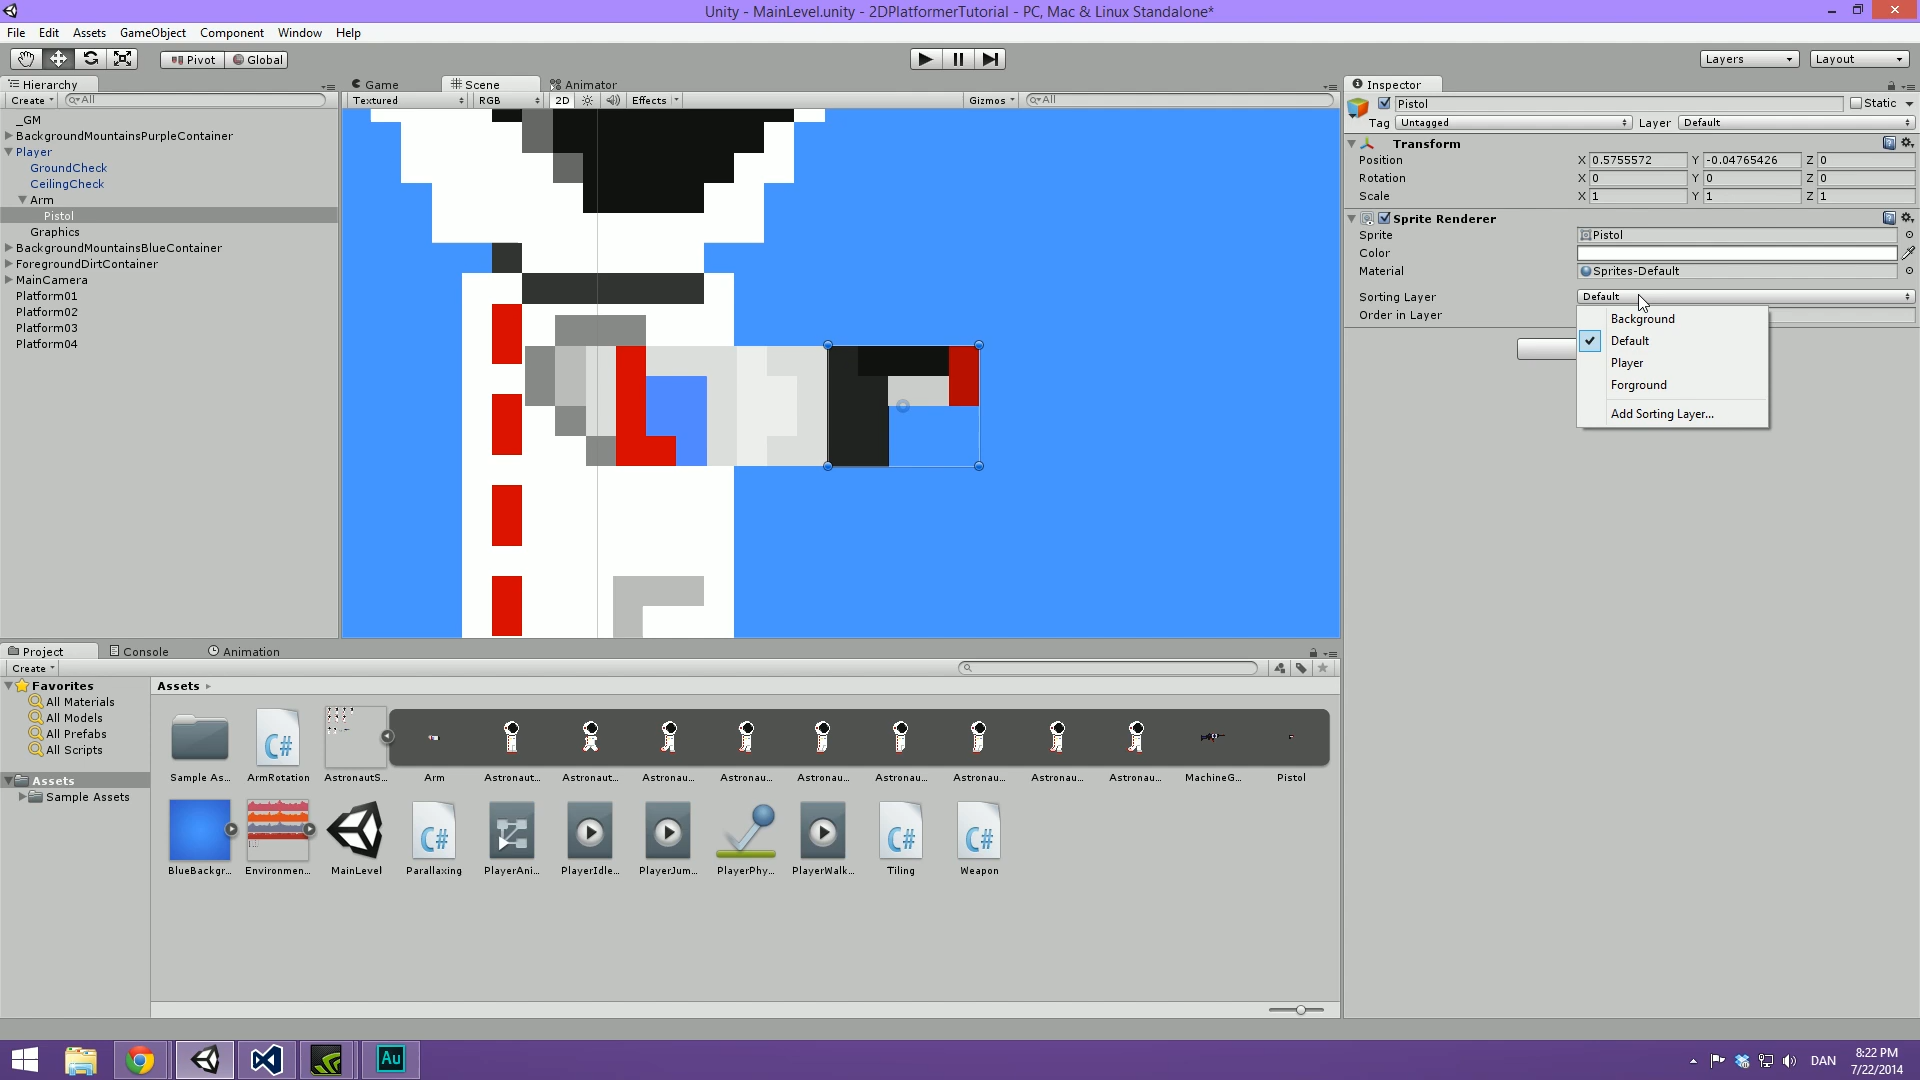 Unity - MainLevel.unity - 2DPlatformerTutorial - PC, Mac & Linux Standalone*
File Edit Assets GameObject Component Window Help
Pivot Global Layers Layout
Hierarchy
Create All
_GM
BackgroundMountainsPurpleContainer
Player
GroundCheck
CeilingCheck
Arm
Pistol
Graphics
BackgroundMountainsBlueContainer
ForegroundDirtContainer
MainCamera
Platform01
Platform02
Platform03
Platform04
Game Scene Animator
Textured RGB 2D Effects Gizmos All
Inspector
Pistol Static
Tag Untagged Layer Default
Transform
Position X 0.5755572 Y -0.04765426 Z 0
Rotation X 0 Y 0 Z 0
Scale X 1 Y 1 Z 1
Sprite Renderer
Sprite Pistol
Color
Material Sprites-Default
Sorting Layer Default
Order in Layer
Background
Default
Player
Forground
Add Sorting Layer...
Project Console Animation
Create
Favorites
All Materials
All Models
All Prefabs
All Scripts
Assets
Sample Assets
Assets
C#
Sample As... ArmRotation AstronautS... Arm Astronaut... Astronaut... Astronau... Astronau... Astronau... Astronau... Astronau... Astronau... Astronau... MachineG... Pistol
C# C# C#
BlueBackgr... Environmen... MainLevel Parallaxing PlayerAni... PlayerIdle... PlayerJum... PlayerPhy... PlayerWalk... Tiling Weapon
Au
DAN
8:22 PM
7/22/2014